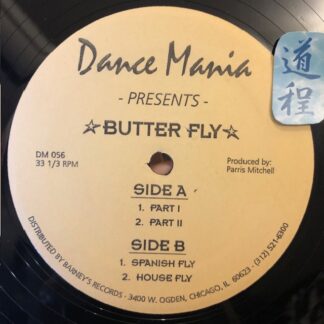 Dance Mania
- PRESENTS -
☆BUTTER FLY☆
DM 056
33 1/3 RPM
Produced by:
Parris Mitchell
SIDE A
1. PART I
2. PART II
SIDE B
1. SPANISH FLY
2. HOUSE FLY
DISTRIBUTED BY BARNEY'S RECORDS - 3400 W. OGDEN, CHICAGO, IL. 60623 - (312) 521-6300
道程